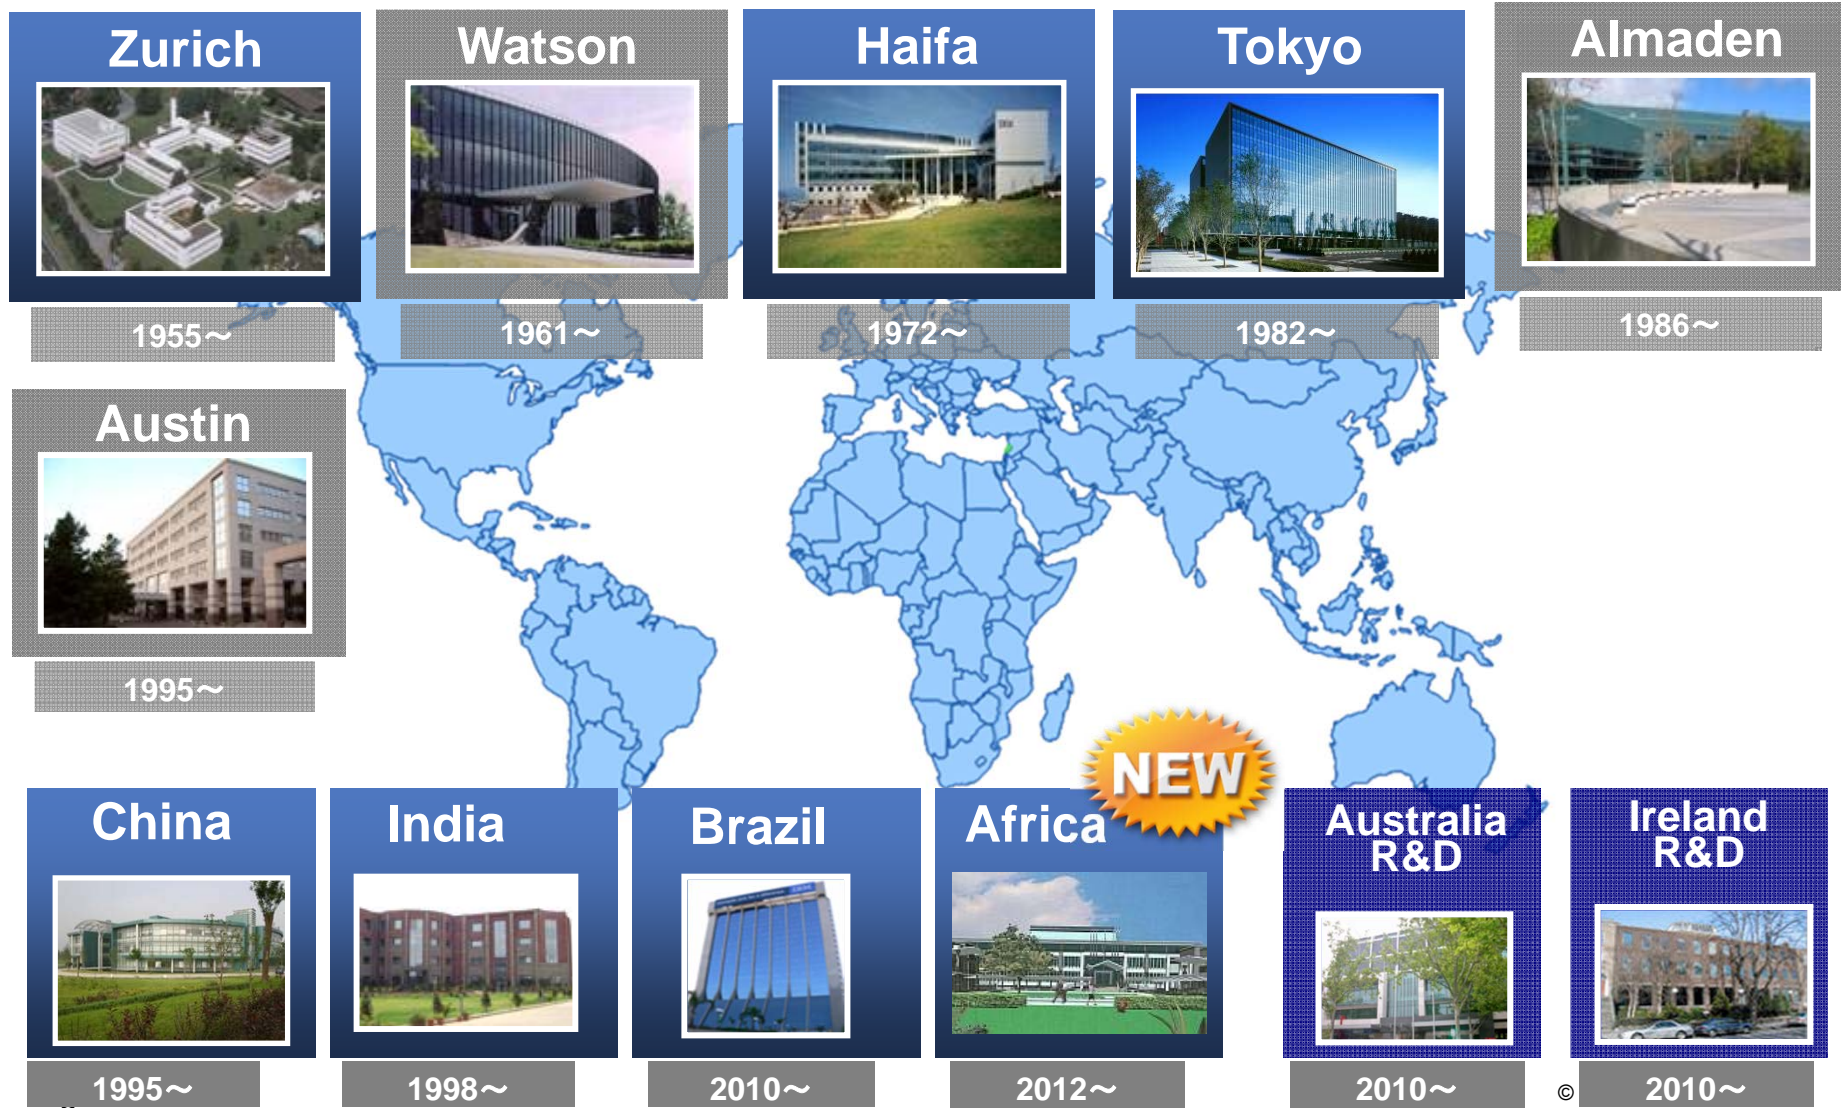 Zurich
Watson
Haifa
Tokyo
Almaden
1955～
1961～
1972～
1982～
1986～
Austin
1995～
NEW
China
India
Brazil
Africa
Australia
R&D
Ireland
R&D
1995～
1998～
2010～
2012～
2010～
©
2010～